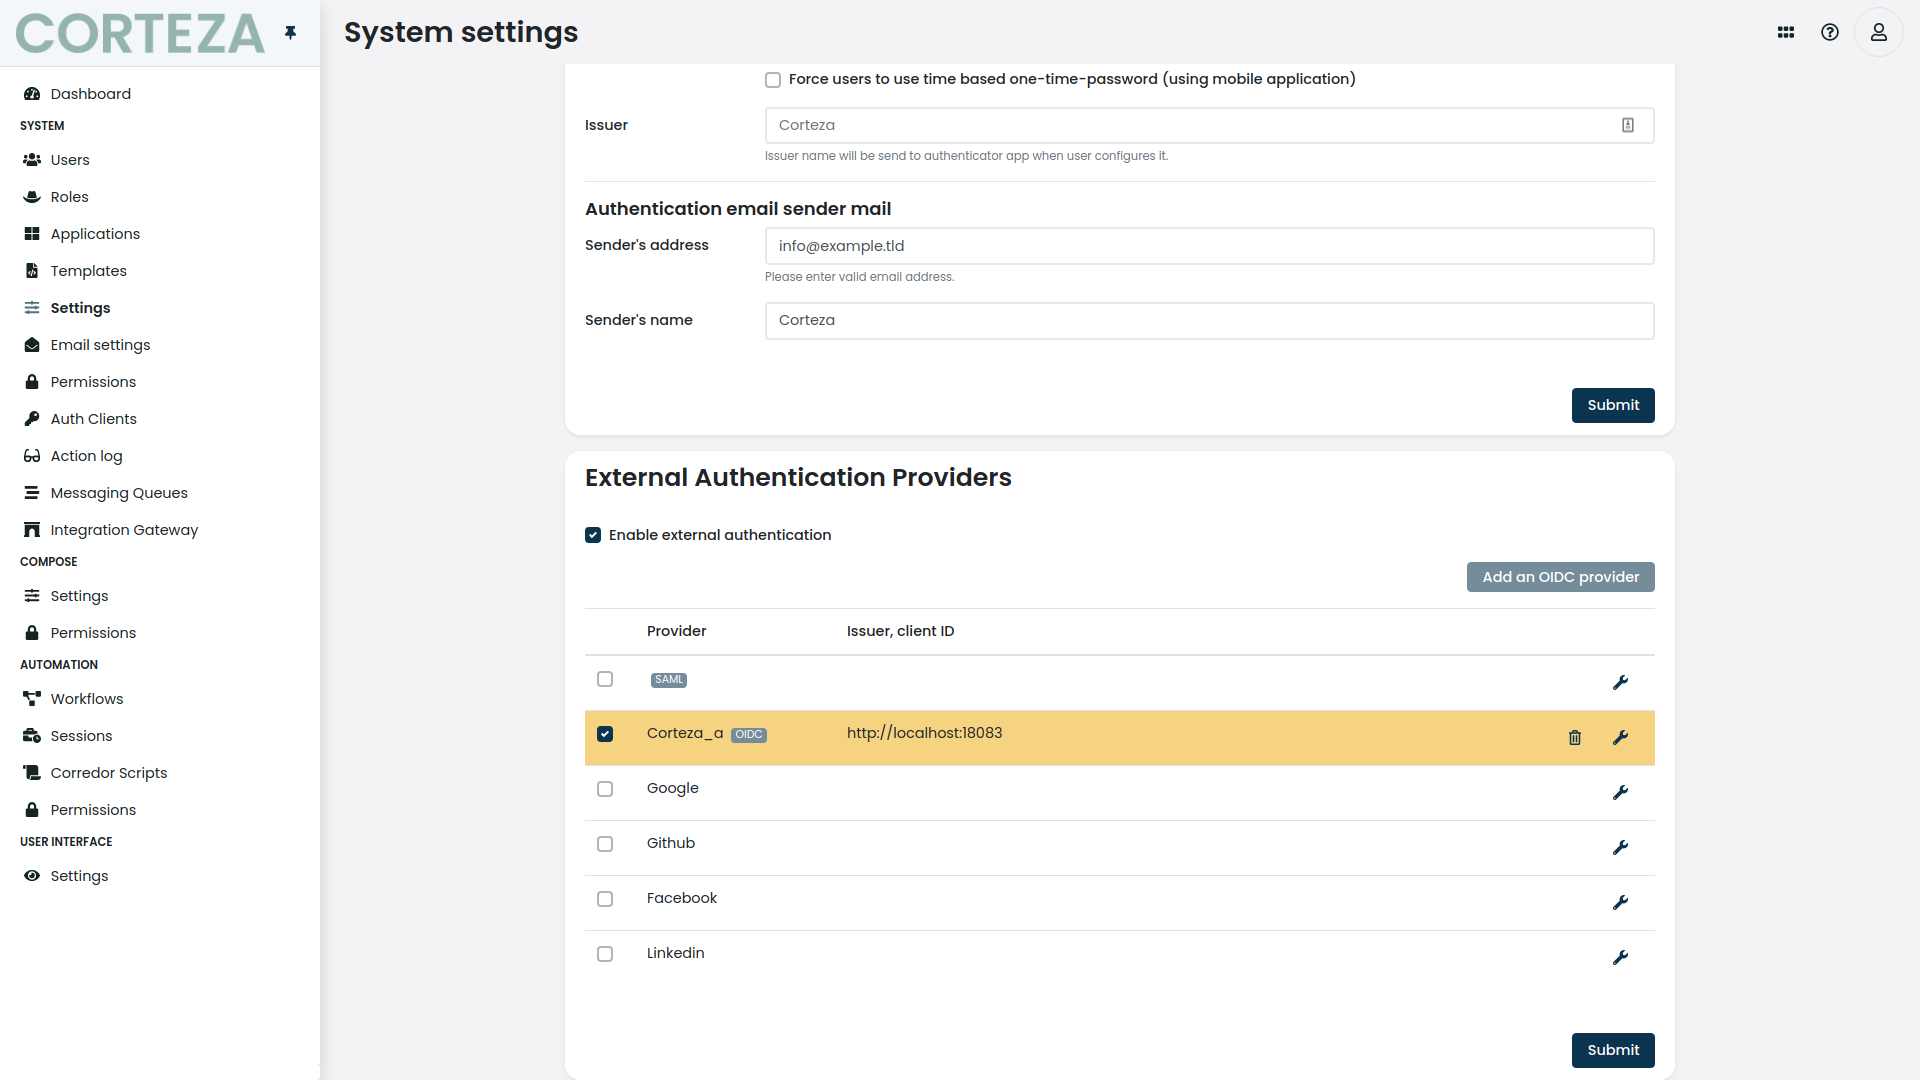 CORTEZA
System settings
Dashboard
SYSTEM
Users
Roles
Applications
Templates
Settings
Email settings
Permissions
Auth Clients
Action log
Messaging Queues
Integration Gateway
COMPOSE
Settings
Permissions
AUTOMATION
Workflows
Sessions
Corredor Scripts
Permissions
USER INTERFACE
Settings
Force users to use time based one-time-password (using mobile application)
Issuer
Corteza
Issuer name will be send to authenticator app when user configures it.
Authentication email sender mail
Sender's address
info@example.tld
Please enter valid email address.
Sender's name
Corteza
Submit
External Authentication Providers
Enable external authentication
Add an OIDC provider
Provider Issuer, client ID
SAML
Corteza_a OIDC http://localhost:18083
Google
Github
Facebook
Linkedin
Submit